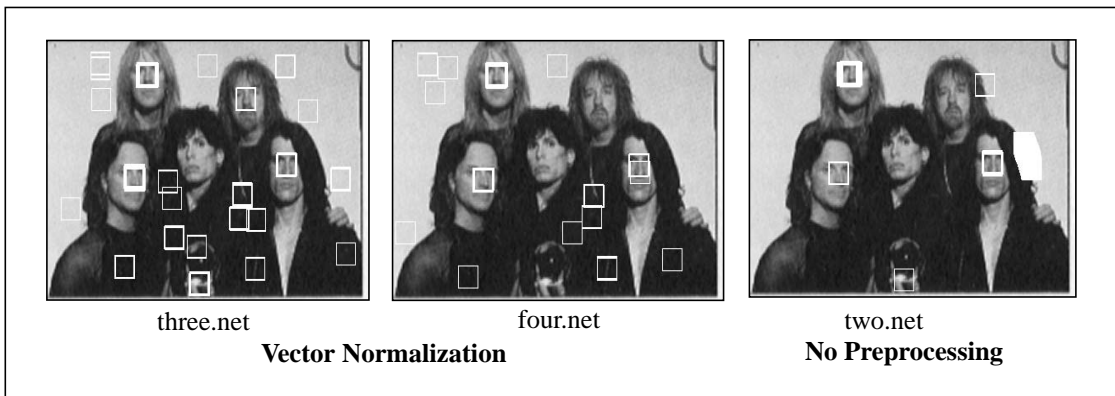 three.net
four.net
two.net
Vector Normalization
No Preprocessing